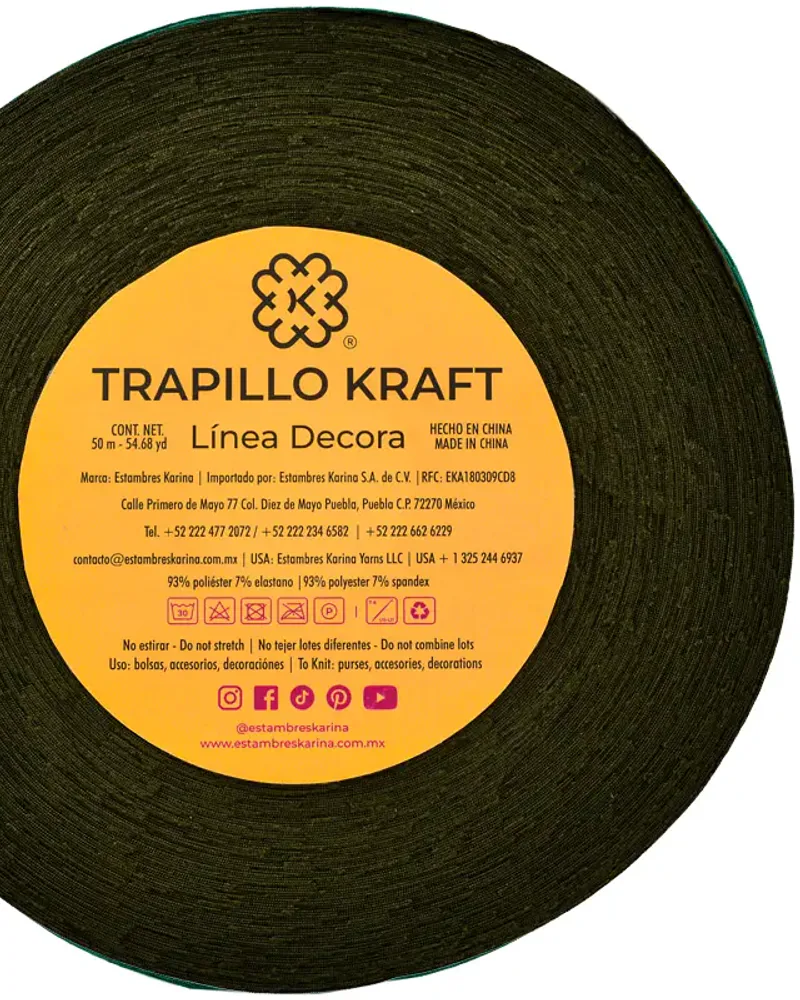 K
®
TRAPILLO KRAFT
CONT. NET.
50 m - 54.68 yd
Línea Decora
HECHO EN CHINA
MADE IN CHINA
Marca: Estambres Karina | Importado por: Estambres Karina S.A. de C.V. | RFC: EKA180309CD8
Calle Primero de Mayo 77 Col. Diez de Mayo Puebla, Puebla C.P. 72270 México
Tel. +52 222 477 2072 / +52 222 234 6582 | +52 222 662 6229
contacto@estambreskarina.com.mx | USA: Estambres Karina Yarns LLC | USA + 1 325 244 6937
93% poliéster 7% elastano | 93% polyester 7% spandex
30 P
No estirar - Do not stretch | No tejer lotes diferentes - Do not combine lots
Uso: bolsas, accesorios, decoraciónes | To Knit: purses, accesories, decorations
@estambreskarina
www.estambreskarina.com.mx